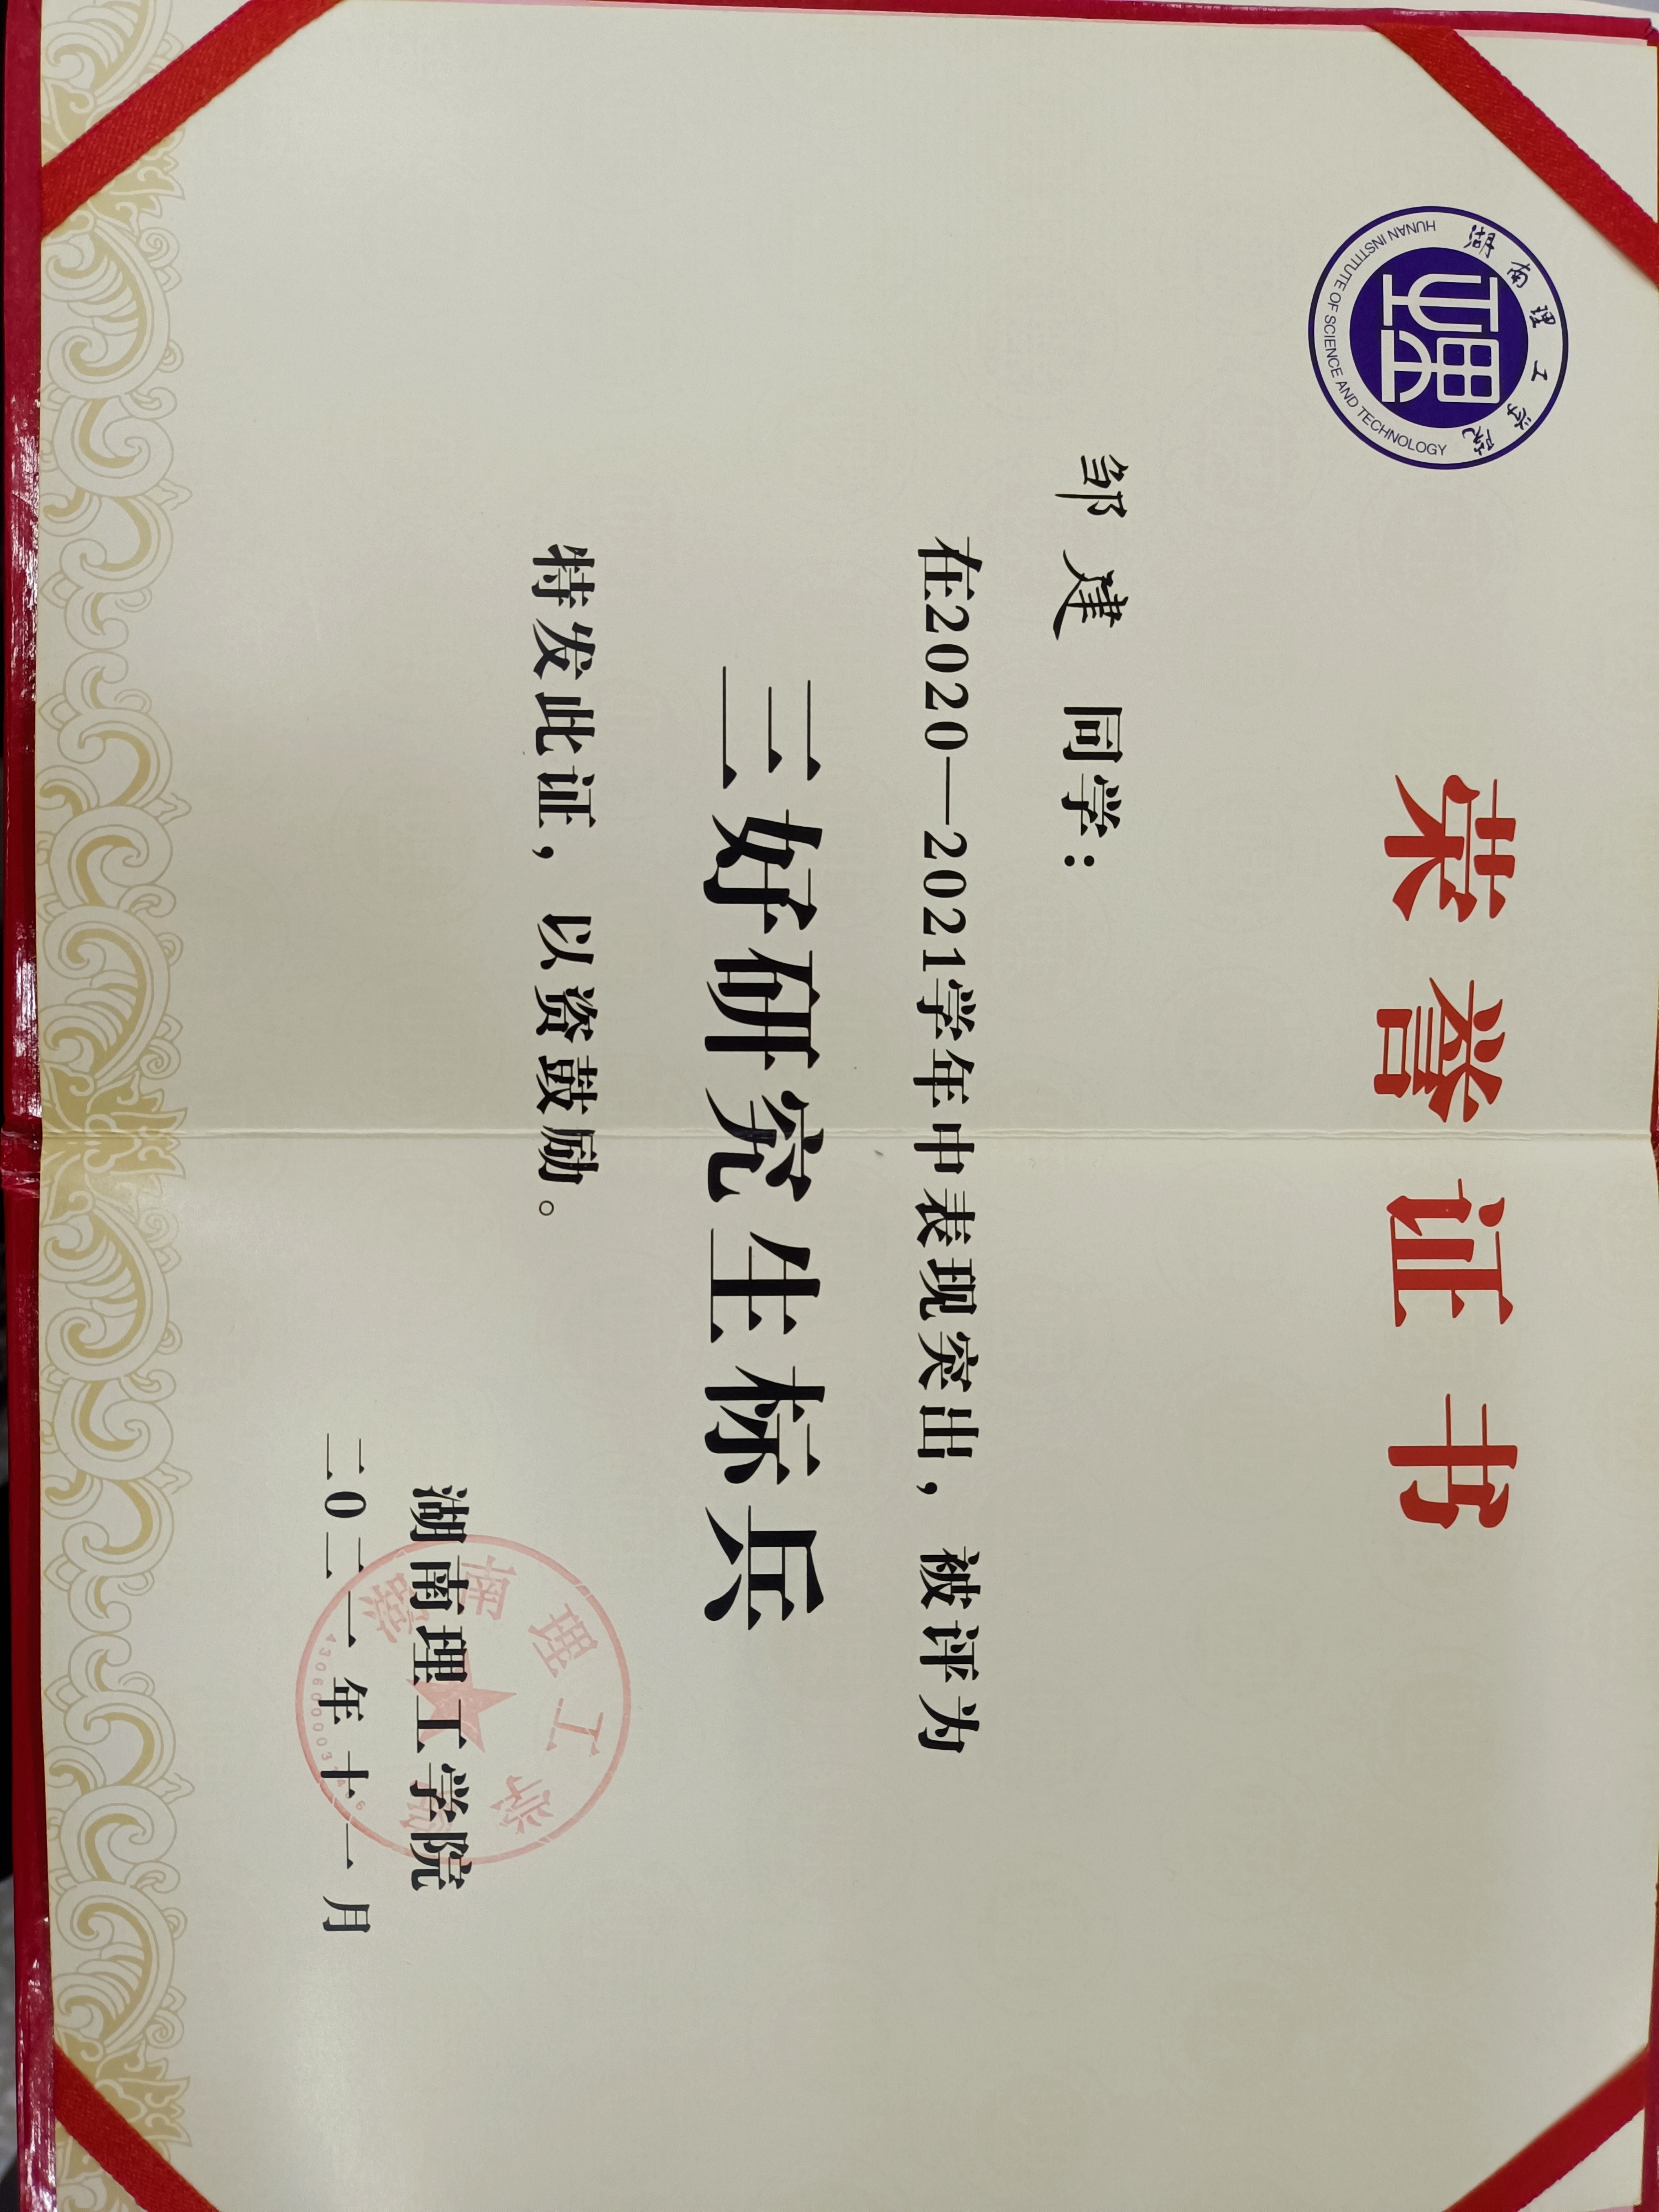 湖南理工学院
理
HUNAN INSTITUTE OF SCIENCE AND TECHNOLOGY
荣誉证书
邹建 同学：
在2020—2021学年中表现突出，被评为
三好研究生标兵
特发此证，以资鼓励。
湖南理工学院
湖南理工学院
二0二一年十一月